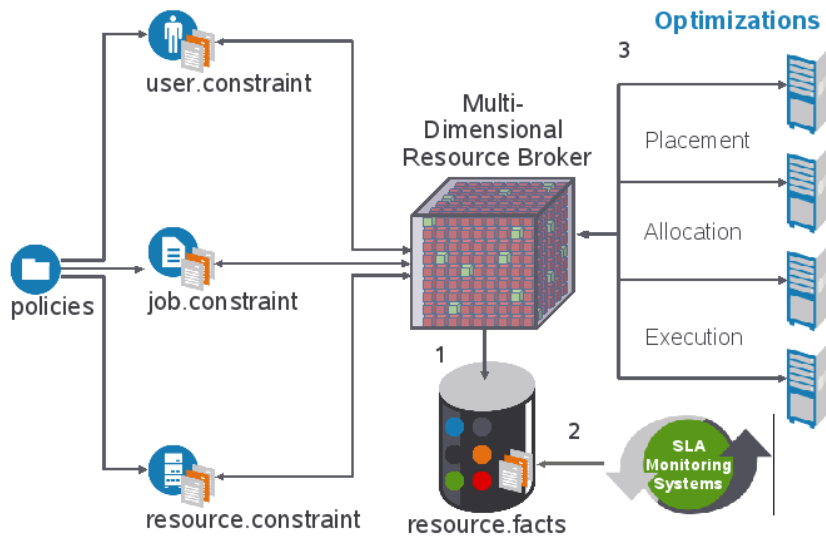 Optimizations
3
user.constraint
Multi-
Dimensional
Resource Broker
Placement
Allocation
policies
job.constraint
1
Execution
2
SLA
Monitoring
Systems
resource.constraint
resource.facts